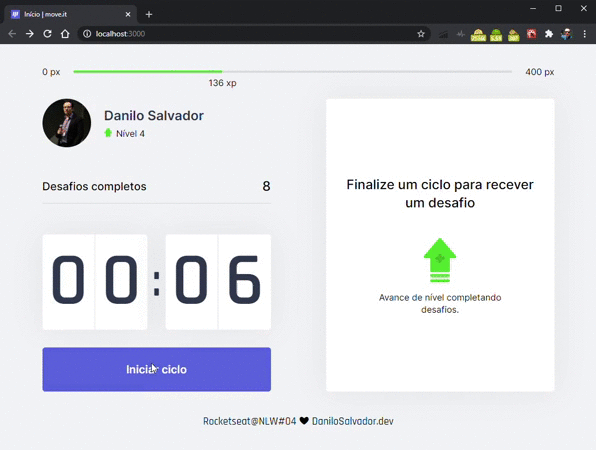 Início | move.it
localhost:3000
0 px
400 px
136 xp
Danilo Salvador
Nível 4
Desafios completos
8
00:06
Iniciar ciclo
Finalize um ciclo para recever
um desafio
Avance de nível completando
desafios.
Rocketseat@NLW#04 DaniloSalvador.dev